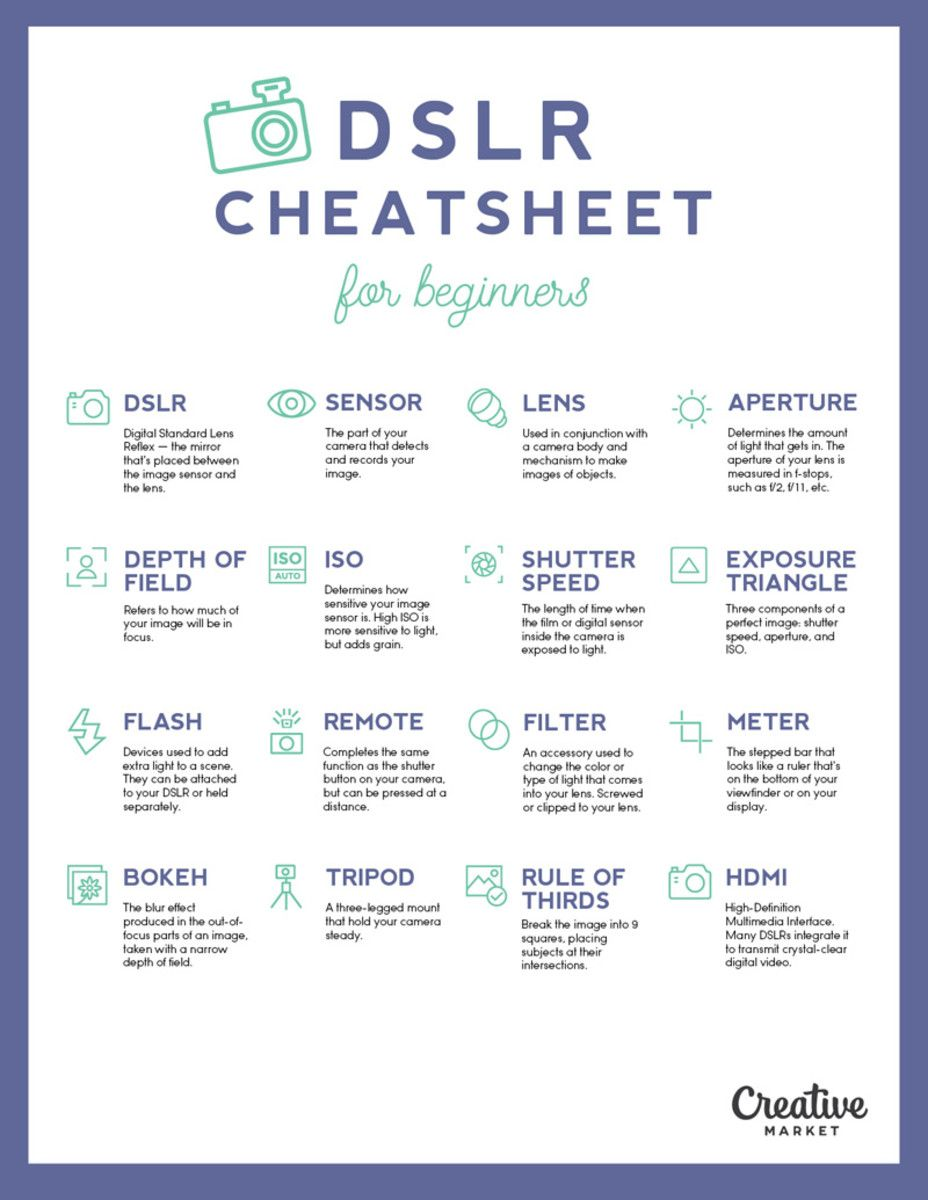 DSLR
CHEATSHEET
for beginners
DSLR
Digital Standard Lens
Reflex — the mirror
that's placed between
the image sensor and
the lens.
SENSOR
The part of your
camera that detects
and records your
image.
LENS
Used in conjunction with
a camera body and
mechanism to make
images of objects.
APERTURE
Determines the amount
of light that gets in. The
aperture of your lens is
measured in f-stops,
such as f/2, f/11, etc.
DEPTH OF
FIELD
Refers to how much of
your image will be in
focus.
ISO
AUTO
ISO
Determines how
sensitive your image
sensor is. High ISO is
more sensitive to light,
but adds grain.
SHUTTER
SPEED
The length of time when
the film or digital sensor
inside the camera is
exposed to light.
EXPOSURE
TRIANGLE
Three components of a
perfect image: shutter
speed, aperture, and
ISO.
FLASH
Devices used to add
extra light to a scene.
They can be attached
to your DSLR or held
separately.
REMOTE
Completes the same
function as the shutter
button on your camera,
but can be pressed at a
distance.
FILTER
An accessory used to
change the color or
type of light that comes
into your lens. Screwed
or clipped to your lens.
METER
The stepped bar that
looks like a ruler that's
on the bottom of your
viewfinder or on your
display.
BOKEH
The blur effect
produced in the out-of-
focus parts of an image,
taken with a narrow
depth of field.
TRIPOD
A three-legged mount
that hold your camera
steady.
RULE OF
THIRDS
Break the image into 9
squares, placing
subjects at their
intersections.
HDMI
High-Definition
Multimedia Interface.
Many DSLRs integrate it
to transmit crystal-clear
digital video.
Creative
MARKET